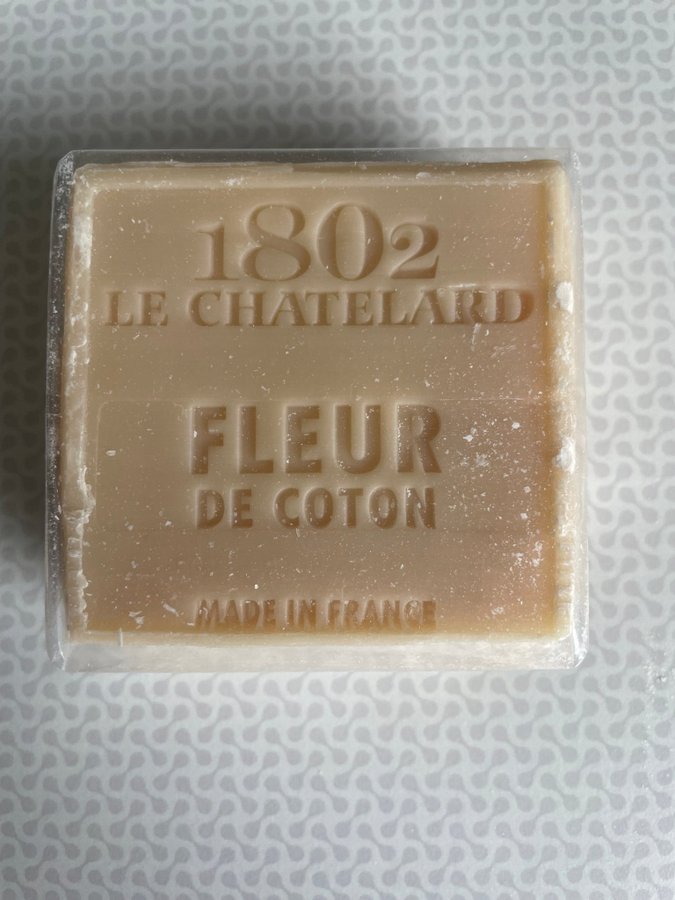 1802
LE CHATELARD
FLEUR
DE COTON
MADE IN FRANCE